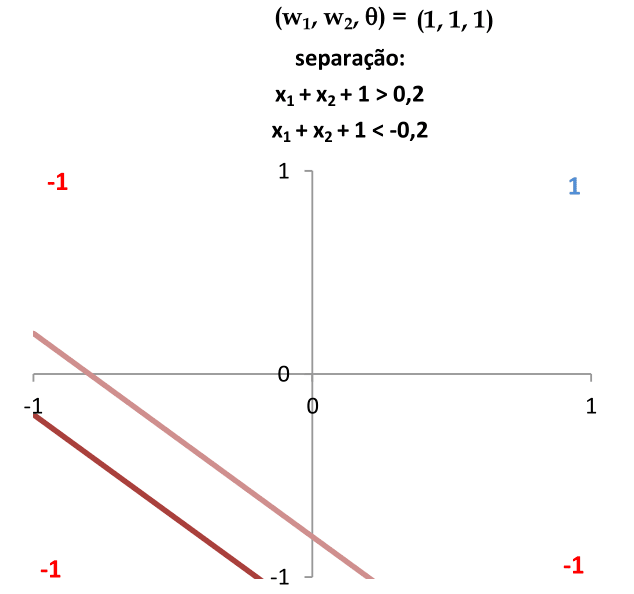 (w₁, w₂, θ) = (1, 1, 1)
separação:
x₁ + x₂ + 1 > 0,2
x₁ + x₂ + 1 < -0,2
-1 1 1
0
-1 0 1
-1 -1 -1